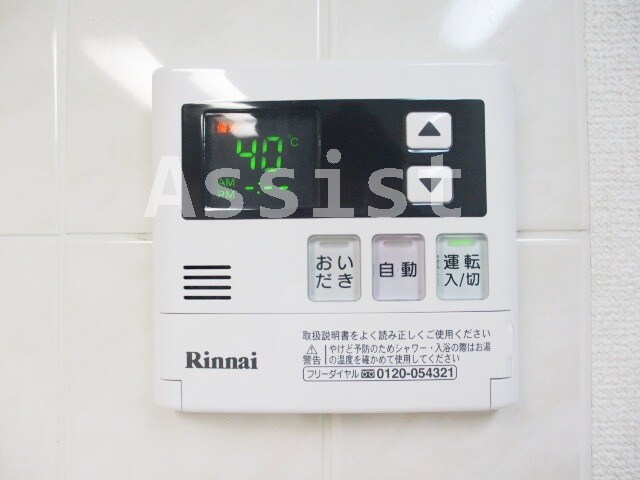 40℃
AM
PM -:--
Assist
おい
だき
自動
運転
入/切
取扱説明書をよく読み正しくご使用ください
警告 やけど予防のためシャワー・入浴の際はお湯
の温度を確かめて使用してください
フリーダイヤル 0120-054321
Rinnai